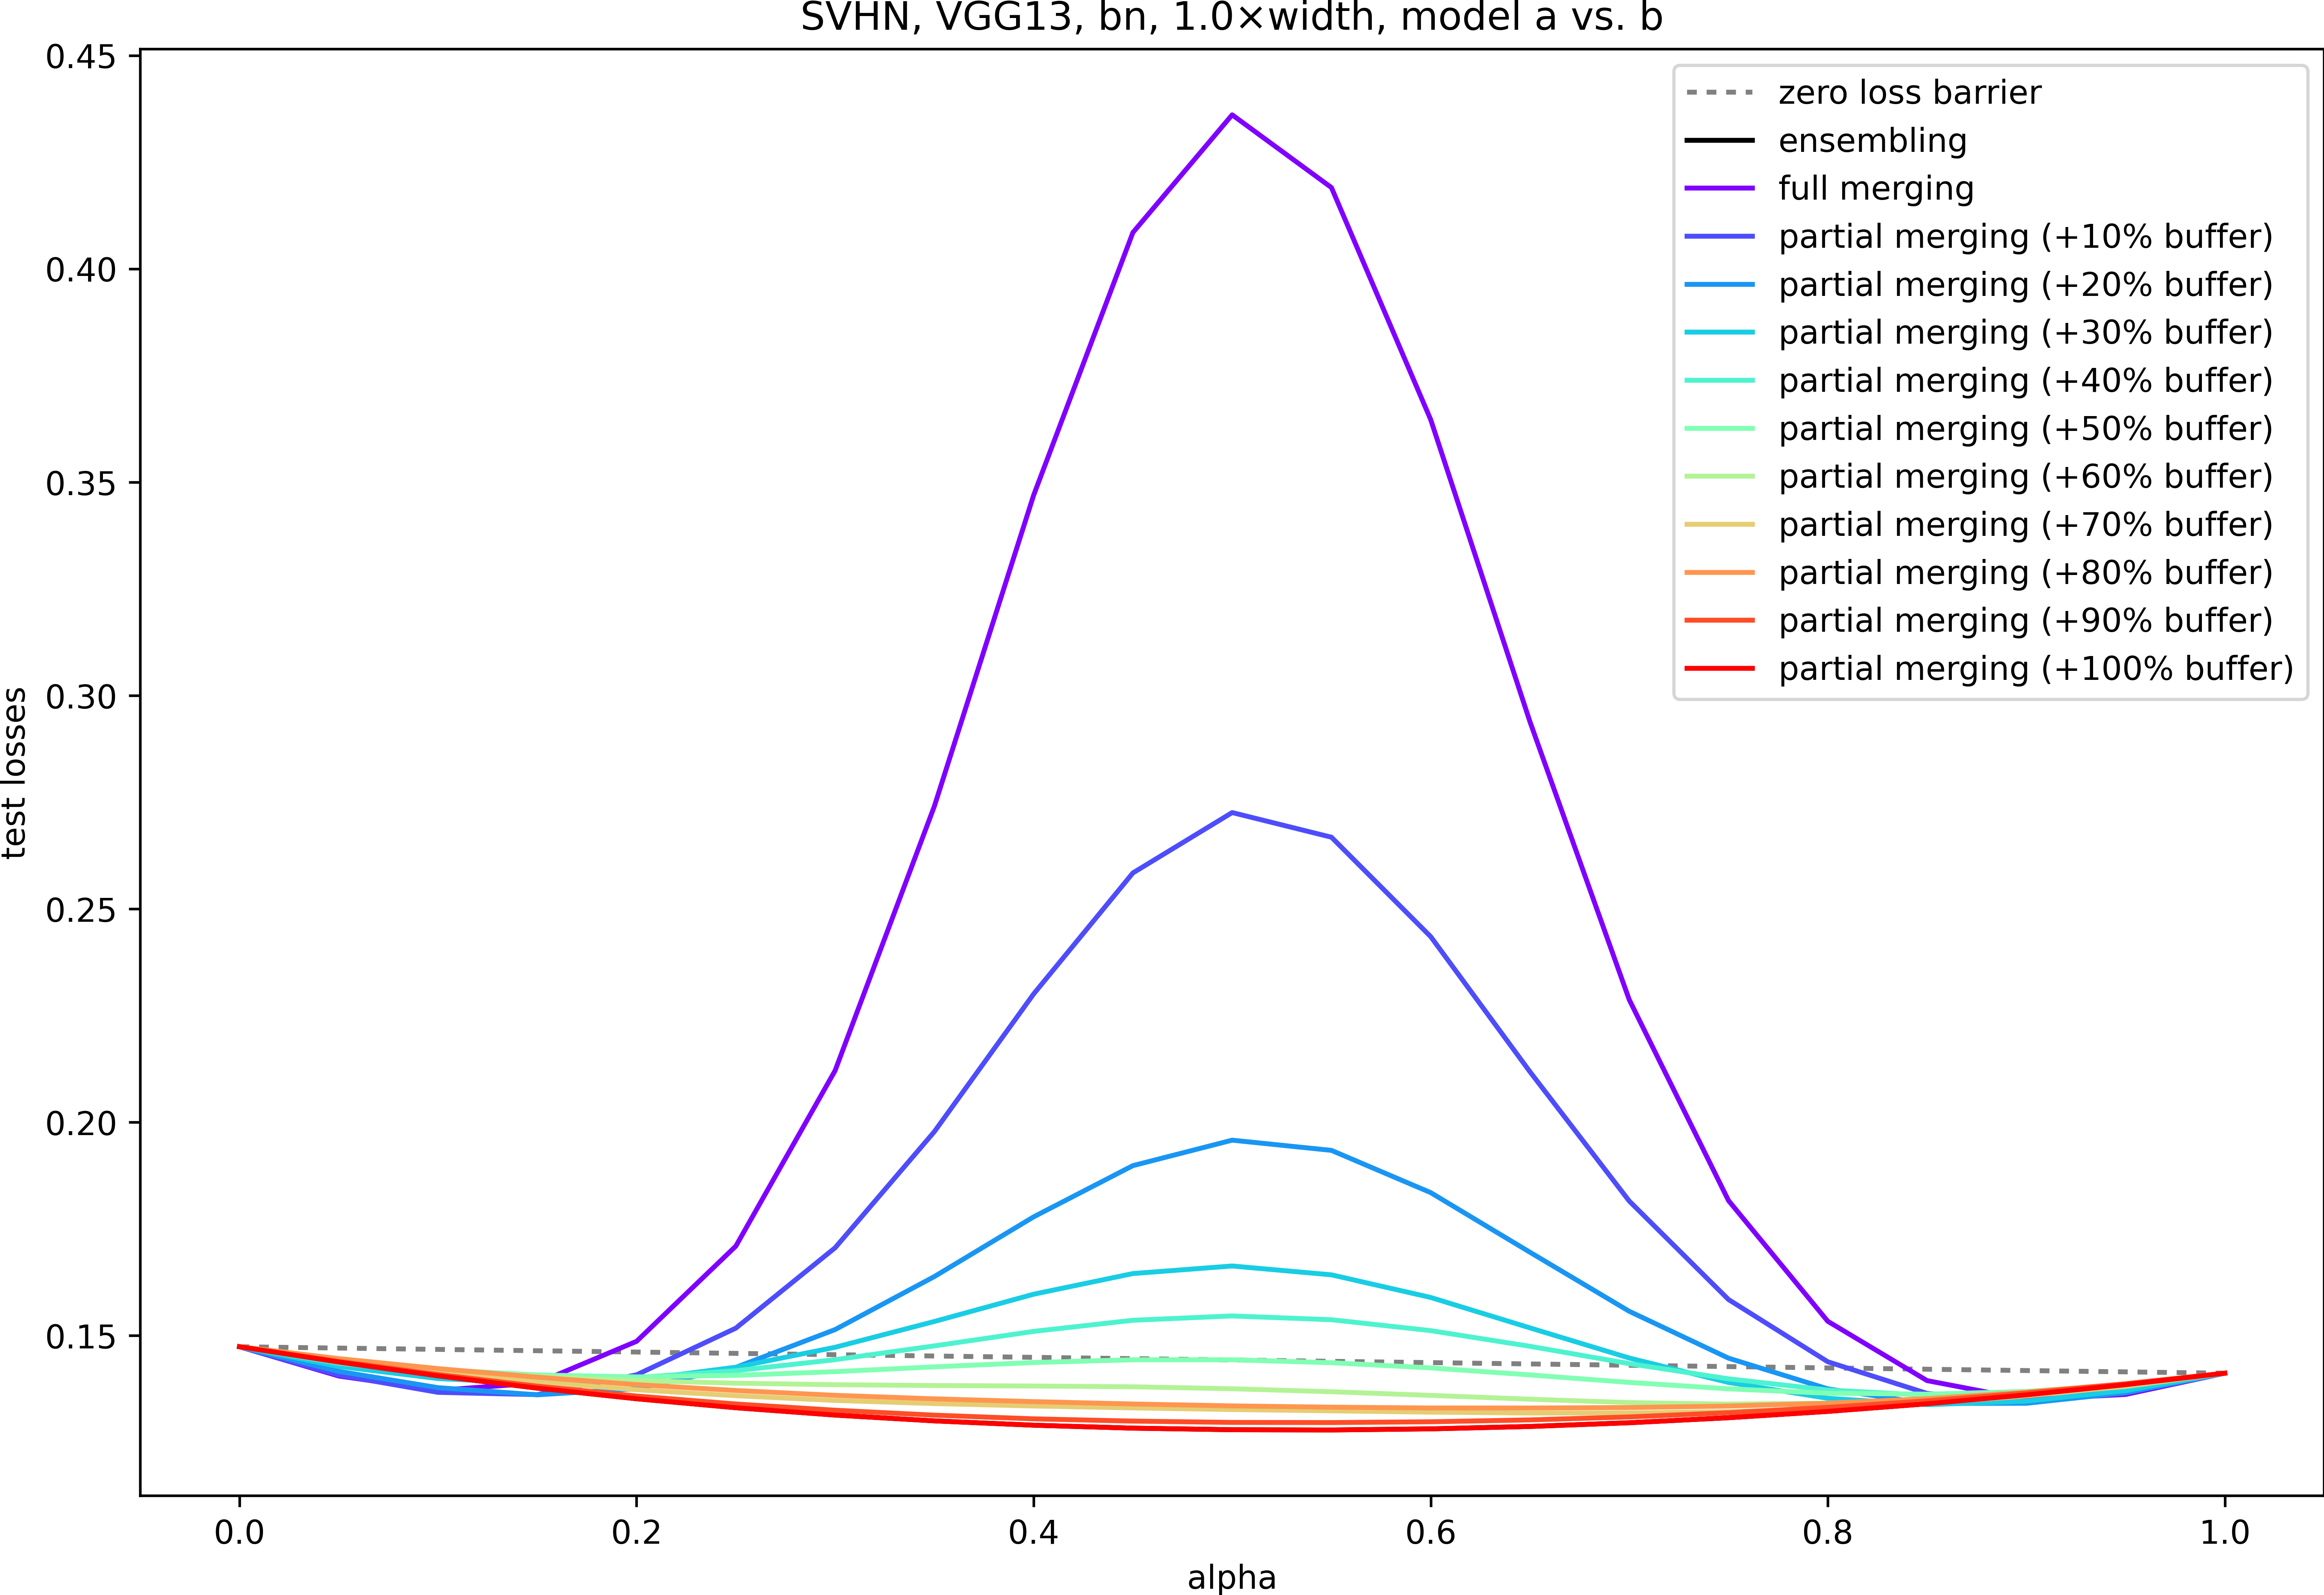 SVHN, VGG13, bn, 1.0×width, model a vs. b
0.45
0.40
0.35
0.30
0.25
0.20
0.15
test losses
zero loss barrier
ensembling
full merging
partial merging (+10% buffer)
partial merging (+20% buffer)
partial merging (+30% buffer)
partial merging (+40% buffer)
partial merging (+50% buffer)
partial merging (+60% buffer)
partial merging (+70% buffer)
partial merging (+80% buffer)
partial merging (+90% buffer)
partial merging (+100% buffer)
0.0 0.2 0.4 0.6 0.8 1.0
alpha